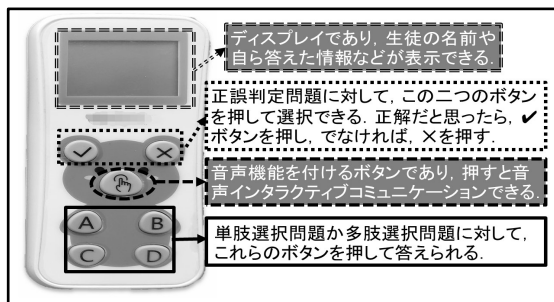 ディスプレイであり, 生徒の名前や
自ら答えた情報などが表示できる.
正誤判定問題に対して, この二つのボタン
を押して選択できる. 正解だと思ったら, ✔
ボタンを押し, でなければ, ✕を押す.
音声機能を付けるボタンであり, 押すと音
声インタラクティブコミュニケーションできる.
A B
C D
単肢選択問題か多肢選択問題に対して,
これらのボタンを押して答えられる.